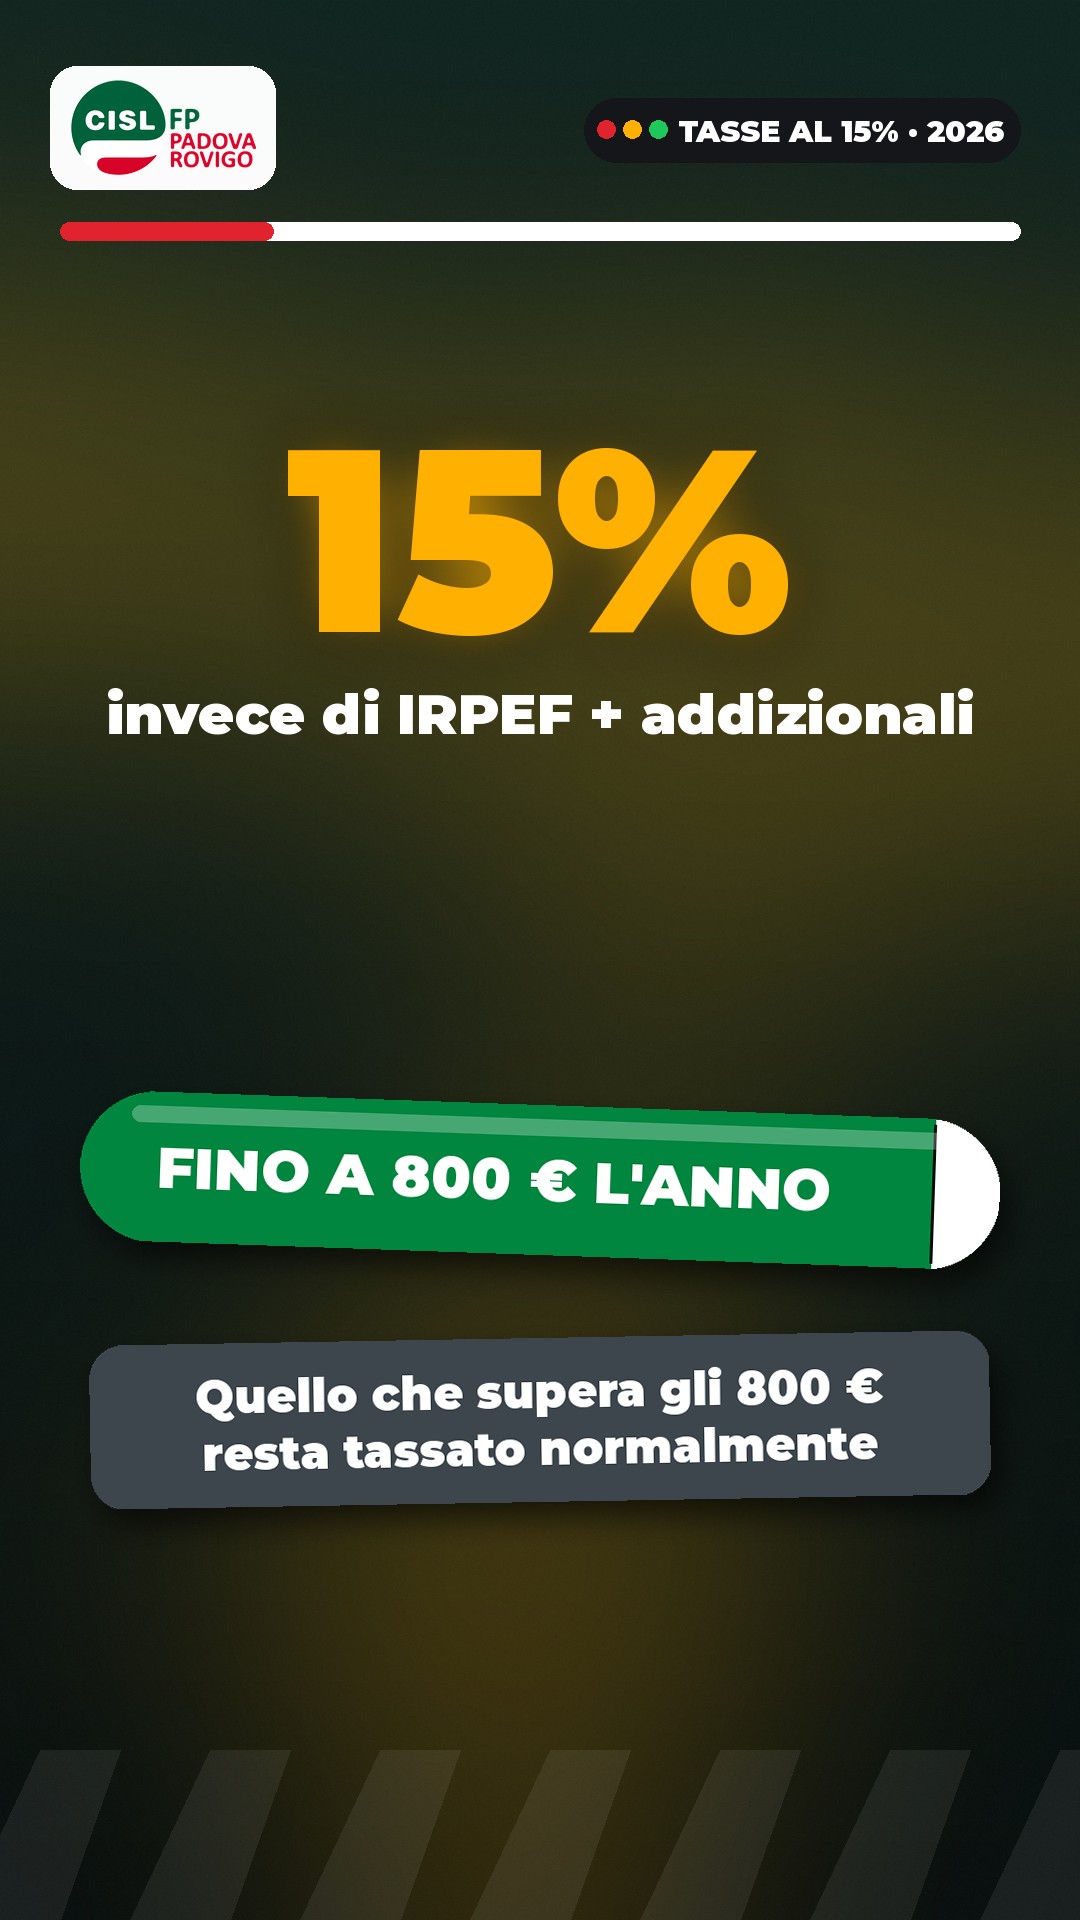 CISL FP
PADOVA
ROVIGO
TASSE AL 15% • 2026
15%
invece di IRPEF + addizionali
FINO A 800 € L'ANNO
Quello che supera gli 800 €
resta tassato normalmente